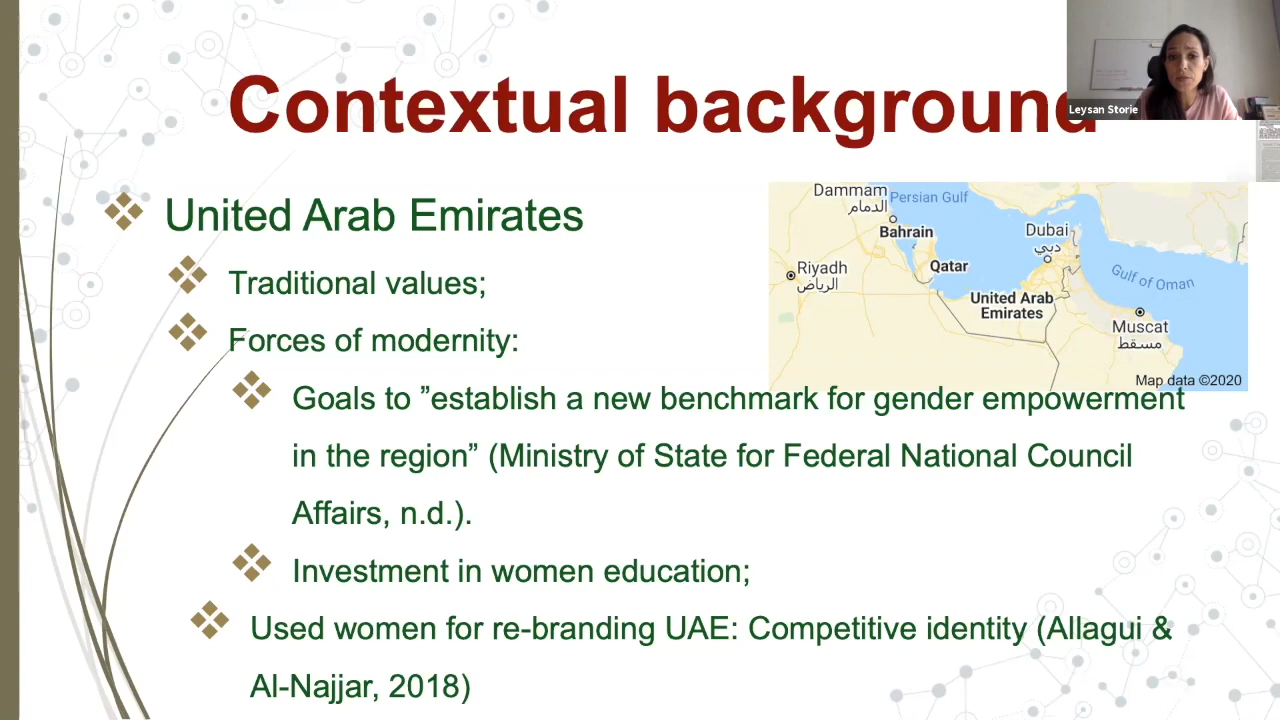 Contextual background
Leysan Storie
United Arab Emirates
Traditional values;
Forces of modernity:
Goals to ”establish a new benchmark for gender empowerment
in the region” (Ministry of State for Federal National Council
Affairs, n.d.).
Investment in women education;
Used women for re-branding UAE: Competitive identity (Allagui &
Al-Najjar, 2018)
Dammam
الدمام
Persian Gulf
Bahrain
Qatar
Riyadh
الرياض
Dubai
دبي
United Arab
Emirates
Gulf of Oman
Muscat
مسقط
Map data ©2020